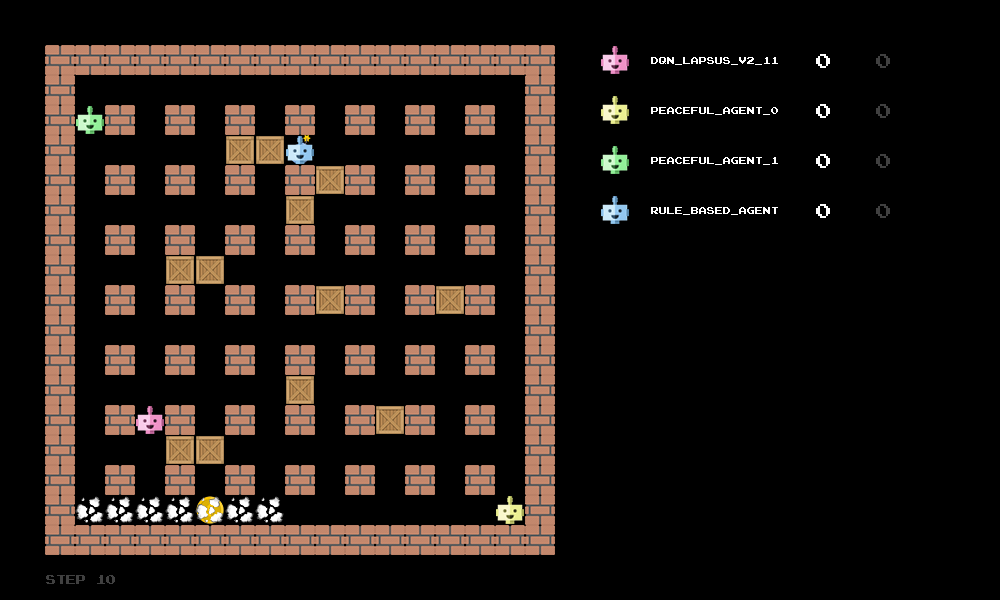 DQN_LAPSUS_V2_11 0 0
PEACEFUL_AGENT_0 0 0
PEACEFUL_AGENT_1 0 0
RULE_BASED_AGENT 0 0
STEP 10